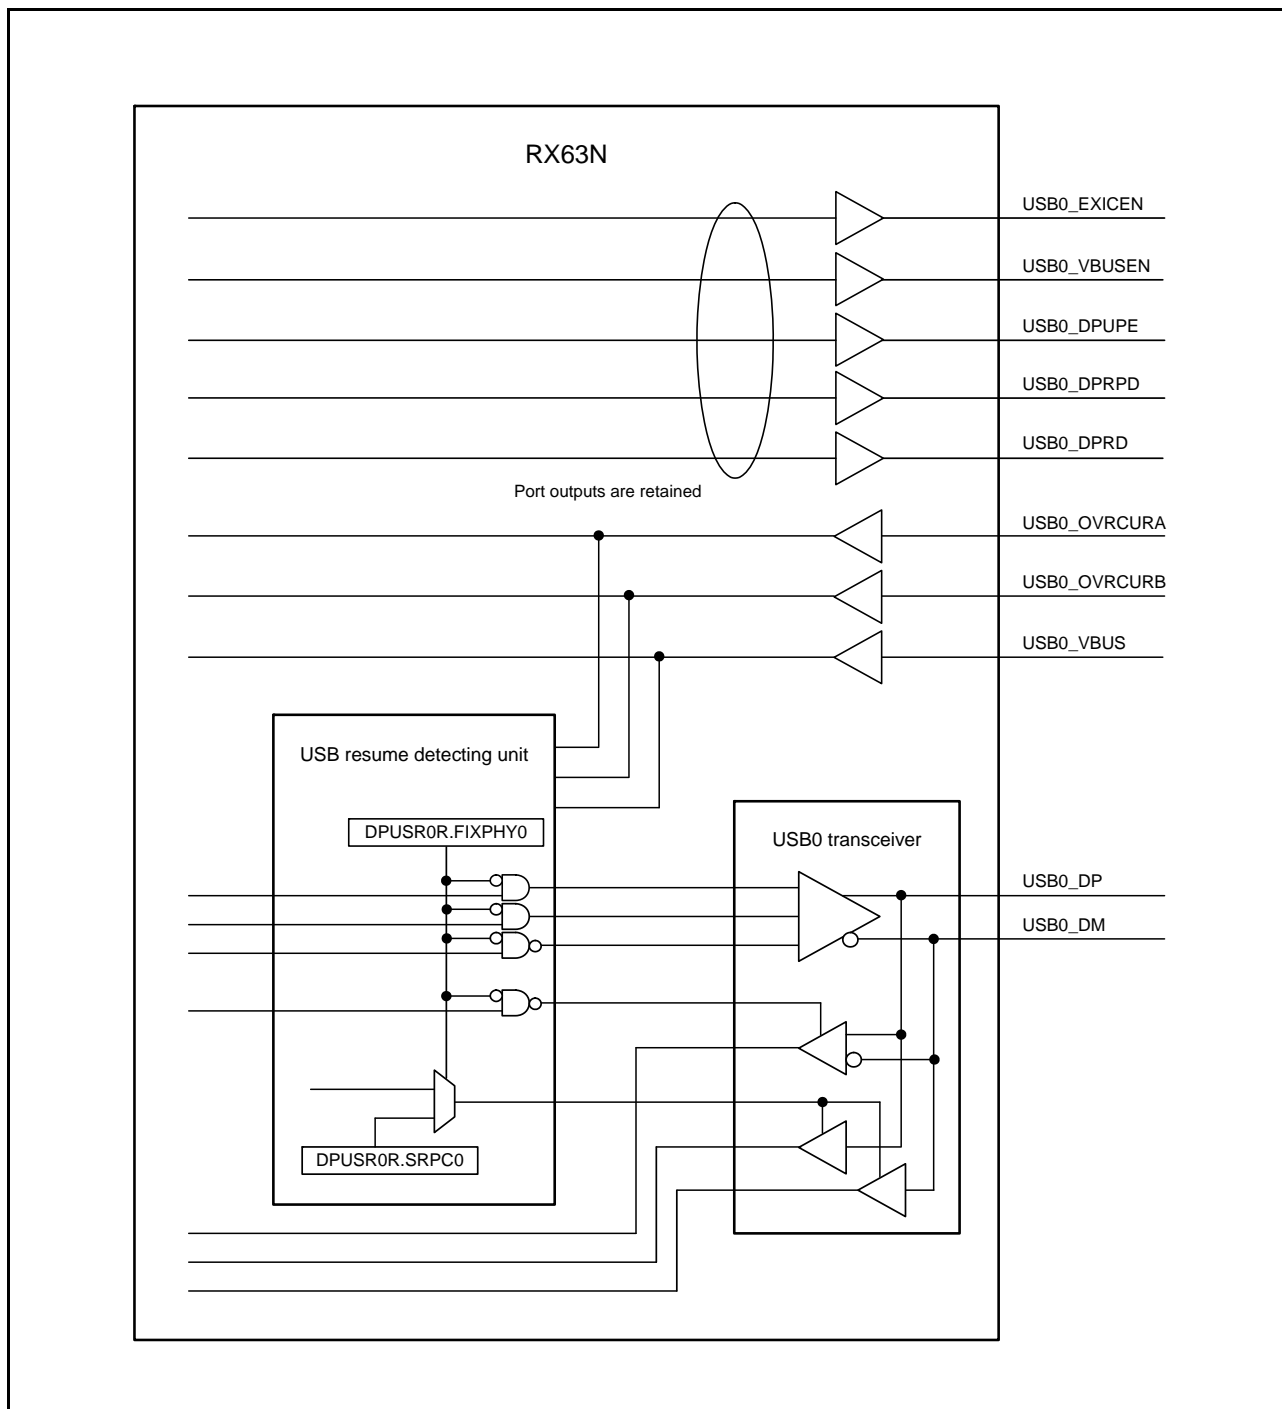 RX63N
USB0_EXICEN
USB0_VBUSEN
USB0_DPUPE
USB0_DPRPD
USB0_DPRD
Port outputs are retained
USB0_OVRCURA
USB0_OVRCURB
USB0_VBUS
USB resume detecting unit
DPUSR0R.FIXPHY0
USB0 transceiver
USB0_DP
USB0_DM
DPUSR0R.SRPC0